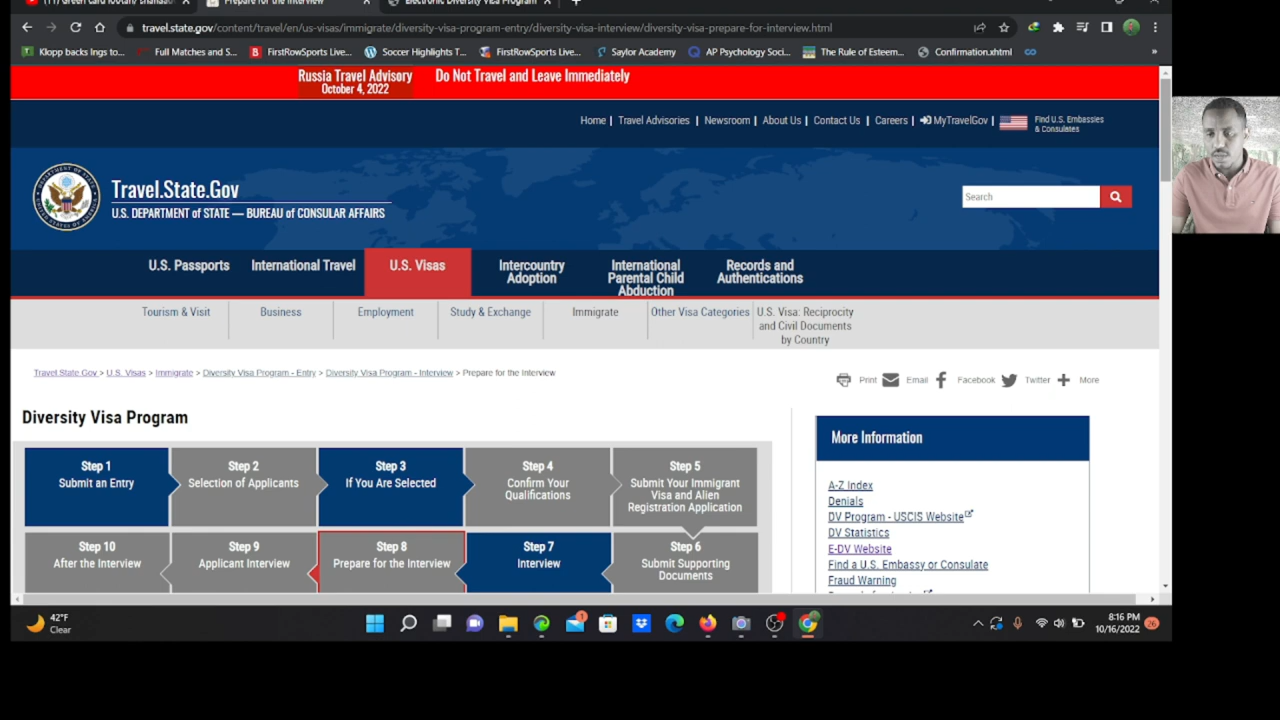 Prepare for the Interview
Electronic Diversity Visa Program
travel.state.gov/content/travel/en/us-visas/immigrate/diversity-visa-program-entry/diversity-visa-interview/diversity-visa-prepare-for-interview.html
Klopp backs Ings to... Full Matches and S... FirstRowSports Live... Soccer Highlights T... FirstRowSports Live... Saylor Academy AP Psychology Soci... The Rule of Esteem... Confirmation.xhtml »
Russia Travel Advisory Do Not Travel and Leave Immediately
October 4, 2022
Home | Travel Advisories | Newsroom | About Us | Contact Us | Careers | MyTravelGov | Find U.S. Embassies
& Consulates
Travel.State.Gov
U.S. DEPARTMENT of STATE — BUREAU of CONSULAR AFFAIRS
Search
U.S. Passports
International Travel
U.S. Visas
Intercountry
Adoption
International
Parental Child
Abduction
Records and
Authentications
Tourism & Visit
Business
Employment
Study & Exchange
Immigrate
Other Visa Categories
U.S. Visa: Reciprocity
and Civil Documents
by Country
Travel.State.Gov > U.S. Visas > Immigrate > Diversity Visa Program - Entry > Diversity Visa Program - Interview > Prepare for the Interview
Print Email Facebook Twitter More
Diversity Visa Program
Step 1
Submit an Entry
Step 2
Selection of Applicants
Step 3
If You Are Selected
Step 4
Confirm Your
Qualifications
Step 5
Submit Your Immigrant
Visa and Alien
Registration Application
Step 10
After the Interview
Step 9
Applicant Interview
Step 8
Prepare for the Interview
Step 7
Interview
Step 6
Submit Supporting
Documents
More Information
A-Z Index
Denials
DV Program - USCIS Website
DV Statistics
E-DV Website
Find a U.S. Embassy or Consulate
Fraud Warning
42°F
Clear
8:16 PM
10/16/2022
26